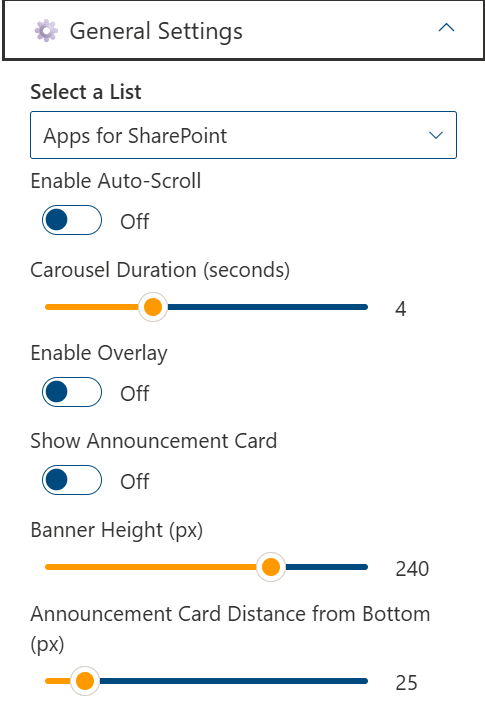 General Settings
Select a List
Apps for SharePoint
Enable Auto-Scroll
Off
Carousel Duration (seconds)
4
Enable Overlay
Off
Show Announcement Card
Off
Banner Height (px)
240
Announcement Card Distance from Bottom
(px)
25